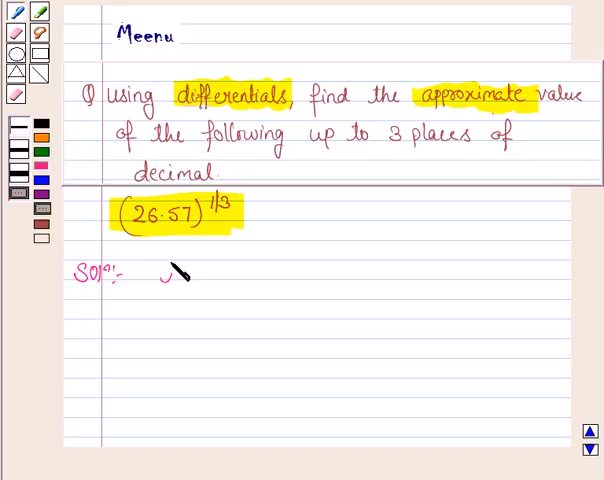 Meenu
Q Using differentials, find the approximate value
of the following up to 3 places of
decimal.
(26.57)^1/3
Solⁿ:-